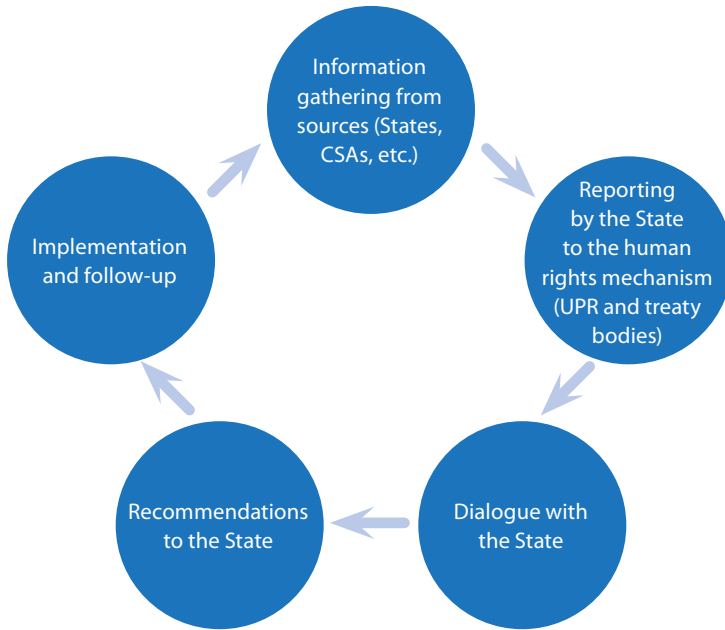 Information
gathering from
sources (States,
CSAs, etc.)
Reporting
by the State
to the human
rights mechanism
(UPR and treaty
bodies)
Dialogue with
the State
Recommendations
to the State
Implementation
and follow-up